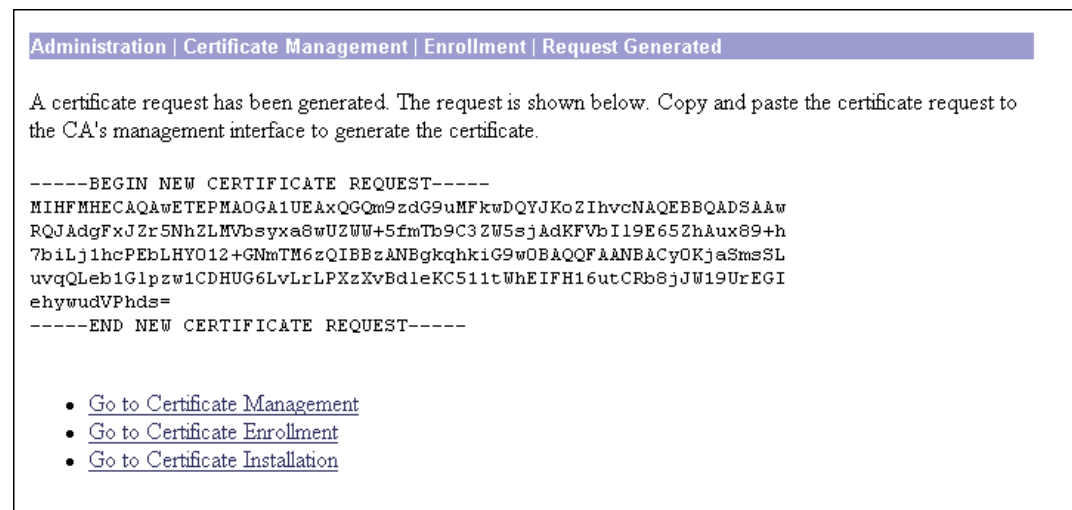 Administration | Certificate Management | Enrollment | Request Generated
A certificate request has been generated. The request is shown below. Copy and paste the certificate request to
the CA's management interface to generate the certificate.
-----BEGIN NEW CERTIFICATE REQUEST-----
MIHFMHECAQAwETEPMA0GA1UEAxQGQm9zdG9uMFkwDQYJKoZIhvcNAQEBBQADSAAw
RQJAdgFxJZr5NhZLMVbsyxa8wUZWW+5fmTb9C3ZW5sjAdKFVbIl9E65ZhAux89+h
7biLj1hcPEbLHYO12+GNmTM6zQIBBzANBgkqhkiG9w0BAQQFAANBACyOKjaSmsSL
uvqQLeb1Glpzw1CDHUG6LvLrLPXzXvBdleKC511tWhEIFH16utCRb8jJW19UrEGI
ehywudVPhds=
-----END NEW CERTIFICATE REQUEST-----
Go to Certificate Management
Go to Certificate Enrollment
Go to Certificate Installation